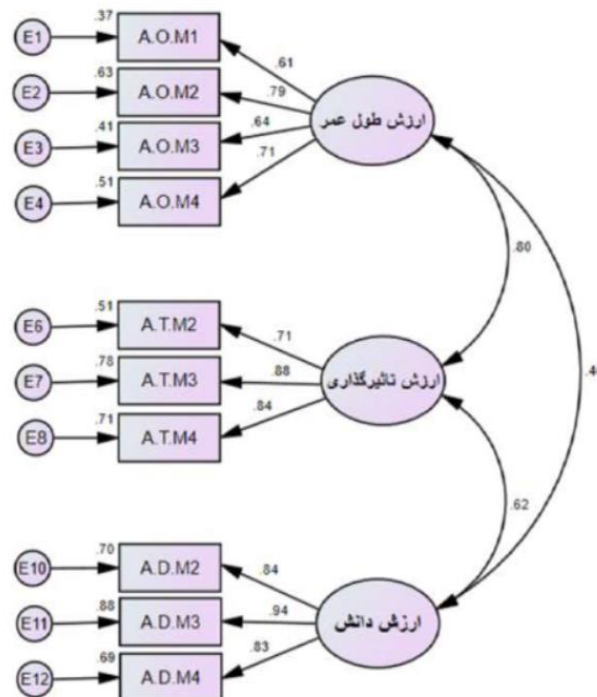 .37
E1
A.O.M1
.61
.63
E2
A.O.M2
.79
ارزش طول عمر
.41
E3
A.O.M3
.64
.51
E4
A.O.M4
.71
.80
.51
E6
A.T.M2
.71
.78
E7
A.T.M3
.88
ارزش تاثیرگذاری
.71
E8
A.T.M4
.84
.62
.70
E10
A.D.M2
.84
.88
E11
A.D.M3
.94
ارزش دانش
.69
E12
A.D.M4
.83